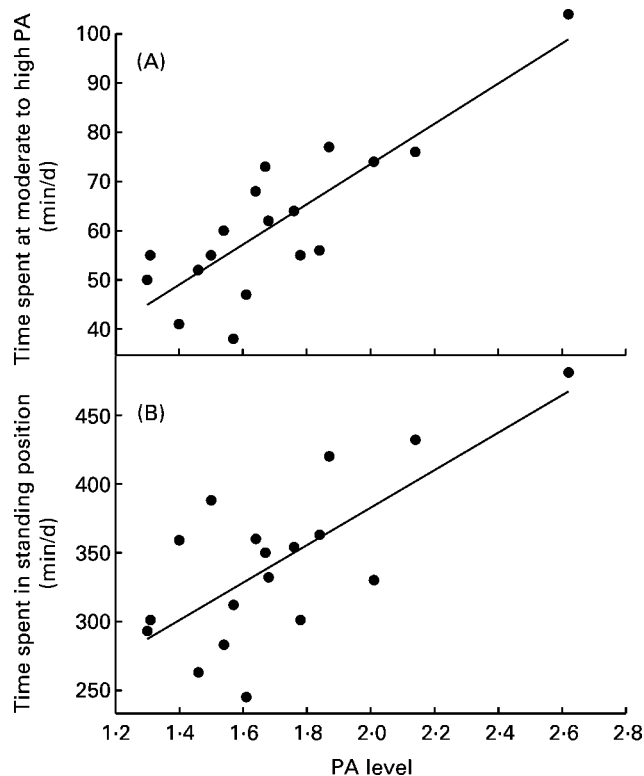 Time spent at moderate to high PA
(min/d)
(A)
100
90
80
70
60
50
40
Time spent in standing position
(min/d)
(B)
450
400
350
300
250
1·2 1·4 1·6 1·8 2·0 2·2 2·4 2·6 2·8
PA level